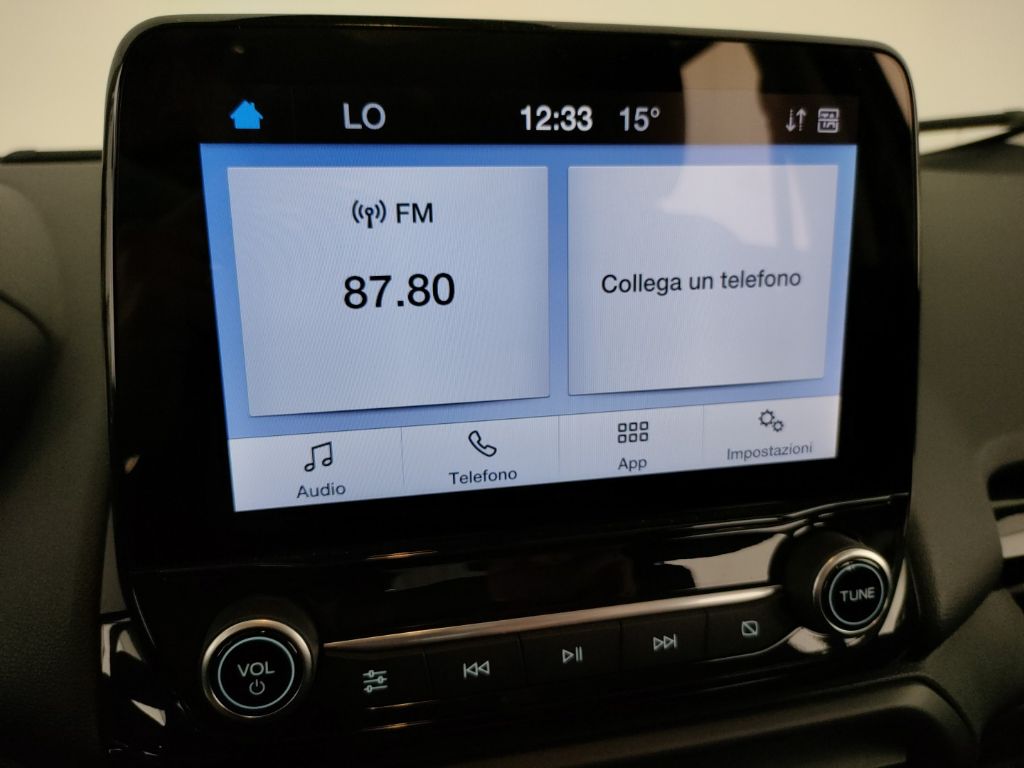 LO 12:33 15°
FM
87.80
Collega un telefono
Audio
Telefono
App
Impostazioni
VOL
TUNE